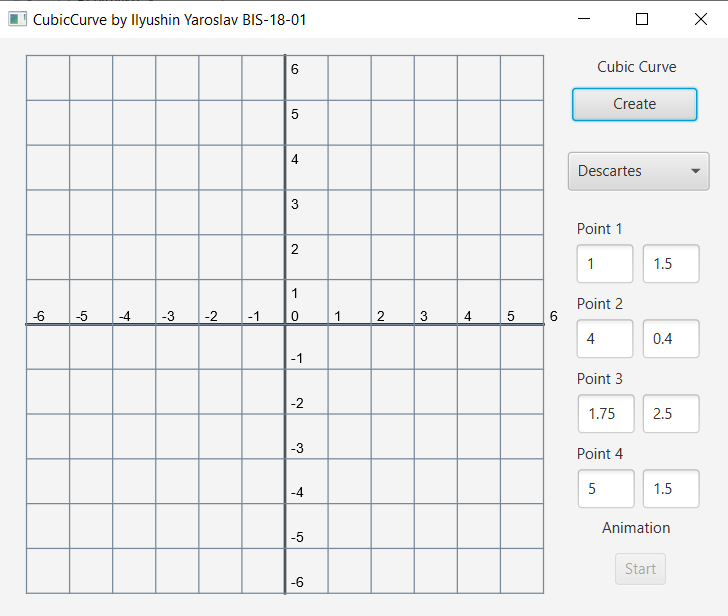 CubicCurve by Ilyushin Yaroslav BIS-18-01
Cubic Curve
Create
Descartes
Point 1
1 1.5
Point 2
4 0.4
Point 3
1.75 2.5
Point 4
5 1.5
Animation
Start
6
5
4
3
2
1
-6 -5 -4 -3 -2 -1 0 1 2 3 4 5 6
-1
-2
-3
-4
-5
-6